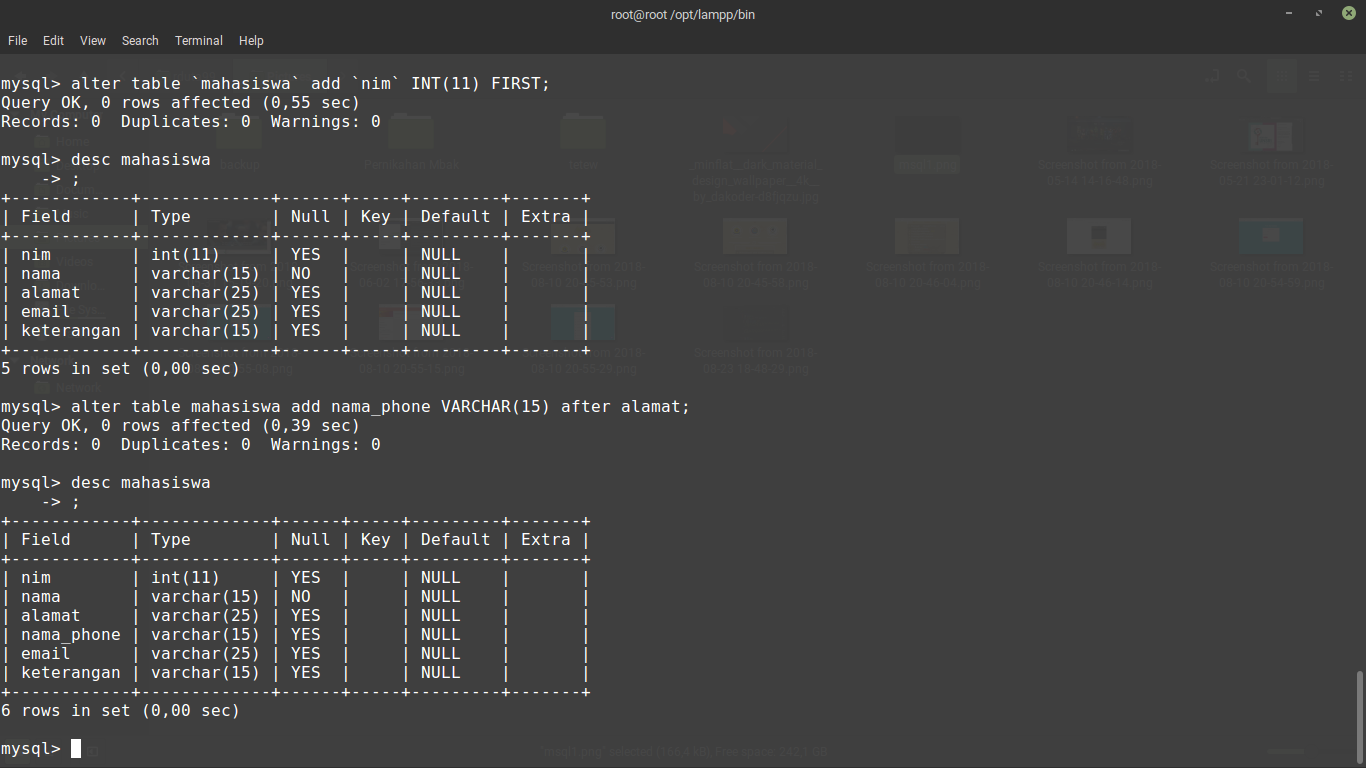 root@root /opt/lampp/bin
File Edit View Search Terminal Help
mysql> alter table `mahasiswa` add `nim` INT(11) FIRST;
Query OK, 0 rows affected (0,55 sec)
Records: 0  Duplicates: 0  Warnings: 0
mysql> desc mahasiswa
    -> ;
+------------+-------------+------+-----+---------+-------+
| Field      | Type        | Null | Key | Default | Extra |
+------------+-------------+------+-----+---------+-------+
| nim        | int(11)     | YES  |     | NULL    |       |
| nama       | varchar(15) | NO   |     | NULL    |       |
| alamat     | varchar(25) | YES  |     | NULL    |       |
| email      | varchar(25) | YES  |     | NULL    |       |
| keterangan | varchar(15) | YES  |     | NULL    |       |
+------------+-------------+------+-----+---------+-------+
5 rows in set (0,00 sec)
mysql> alter table mahasiswa add nama_phone VARCHAR(15) after alamat;
Query OK, 0 rows affected (0,39 sec)
Records: 0  Duplicates: 0  Warnings: 0
mysql> desc mahasiswa
    -> ;
+------------+-------------+------+-----+---------+-------+
| Field      | Type        | Null | Key | Default | Extra |
+------------+-------------+------+-----+---------+-------+
| nim        | int(11)     | YES  |     | NULL    |       |
| nama       | varchar(15) | NO   |     | NULL    |       |
| alamat     | varchar(25) | YES  |     | NULL    |       |
| nama_phone | varchar(15) | YES  |     | NULL    |       |
| email      | varchar(25) | YES  |     | NULL    |       |
| keterangan | varchar(15) | YES  |     | NULL    |       |
+------------+-------------+------+-----+---------+-------+
6 rows in set (0,00 sec)
mysql>